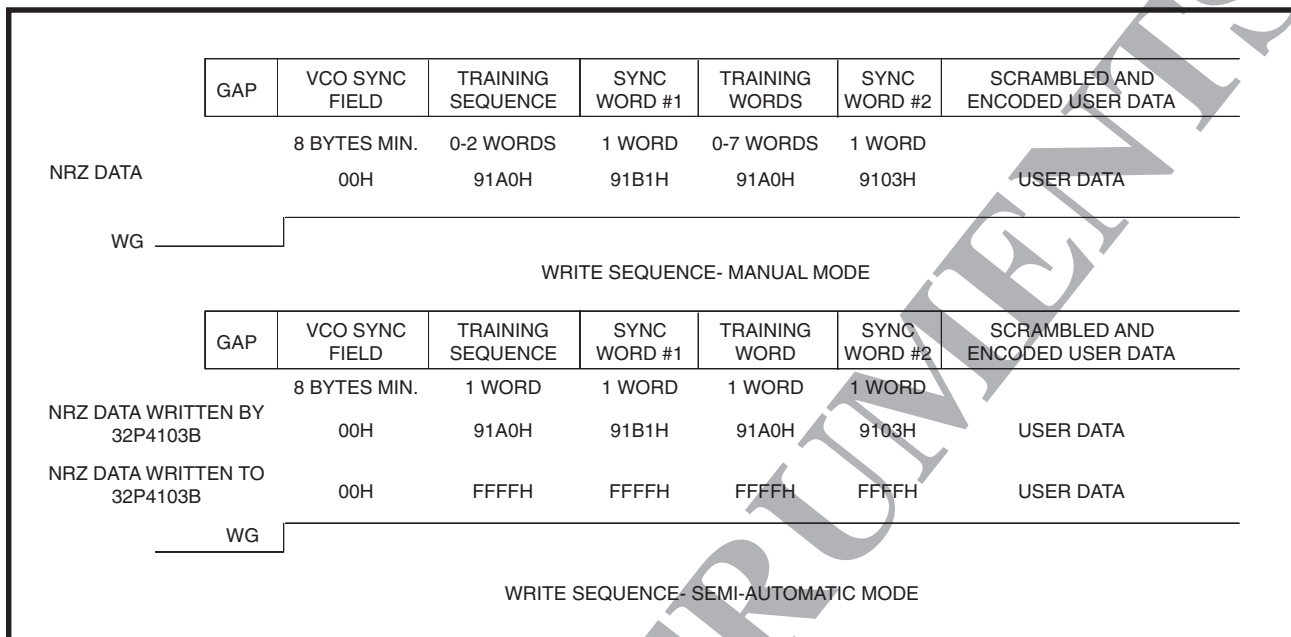 GAP VCO SYNC FIELD TRAINING SEQUENCE SYNC WORD #1 TRAINING WORDS SYNC WORD #2 SCRAMBLED AND ENCODED USER DATA
8 BYTES MIN. 0-2 WORDS 1 WORD 0-7 WORDS 1 WORD
NRZ DATA 00H 91A0H 91B1H 91A0H 9103H USER DATA
WG
WRITE SEQUENCE- MANUAL MODE
GAP VCO SYNC FIELD TRAINING SEQUENCE SYNC WORD #1 TRAINING WORD SYNC WORD #2 SCRAMBLED AND ENCODED USER DATA
8 BYTES MIN. 1 WORD 1 WORD 1 WORD 1 WORD
NRZ DATA WRITTEN BY 32P4103B 00H 91A0H 91B1H 91A0H 9103H USER DATA
NRZ DATA WRITTEN TO 32P4103B 00H FFFFH FFFFH FFFFH FFFFH USER DATA
WG
WRITE SEQUENCE- SEMI-AUTOMATIC MODE
RUMENTS